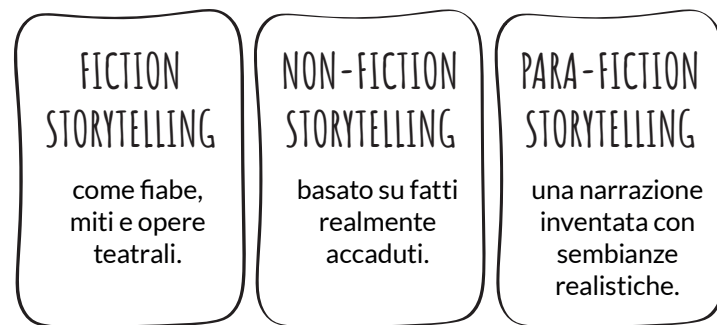 FICTION
STORYTELLING
come fiabe,
miti e opere
teatrali.
NON-FICTION
STORYTELLING
basato su fatti
realmente
accaduti.
PARA-FICTION
STORYTELLING
una narrazione
inventata con
sembianze
realistiche.